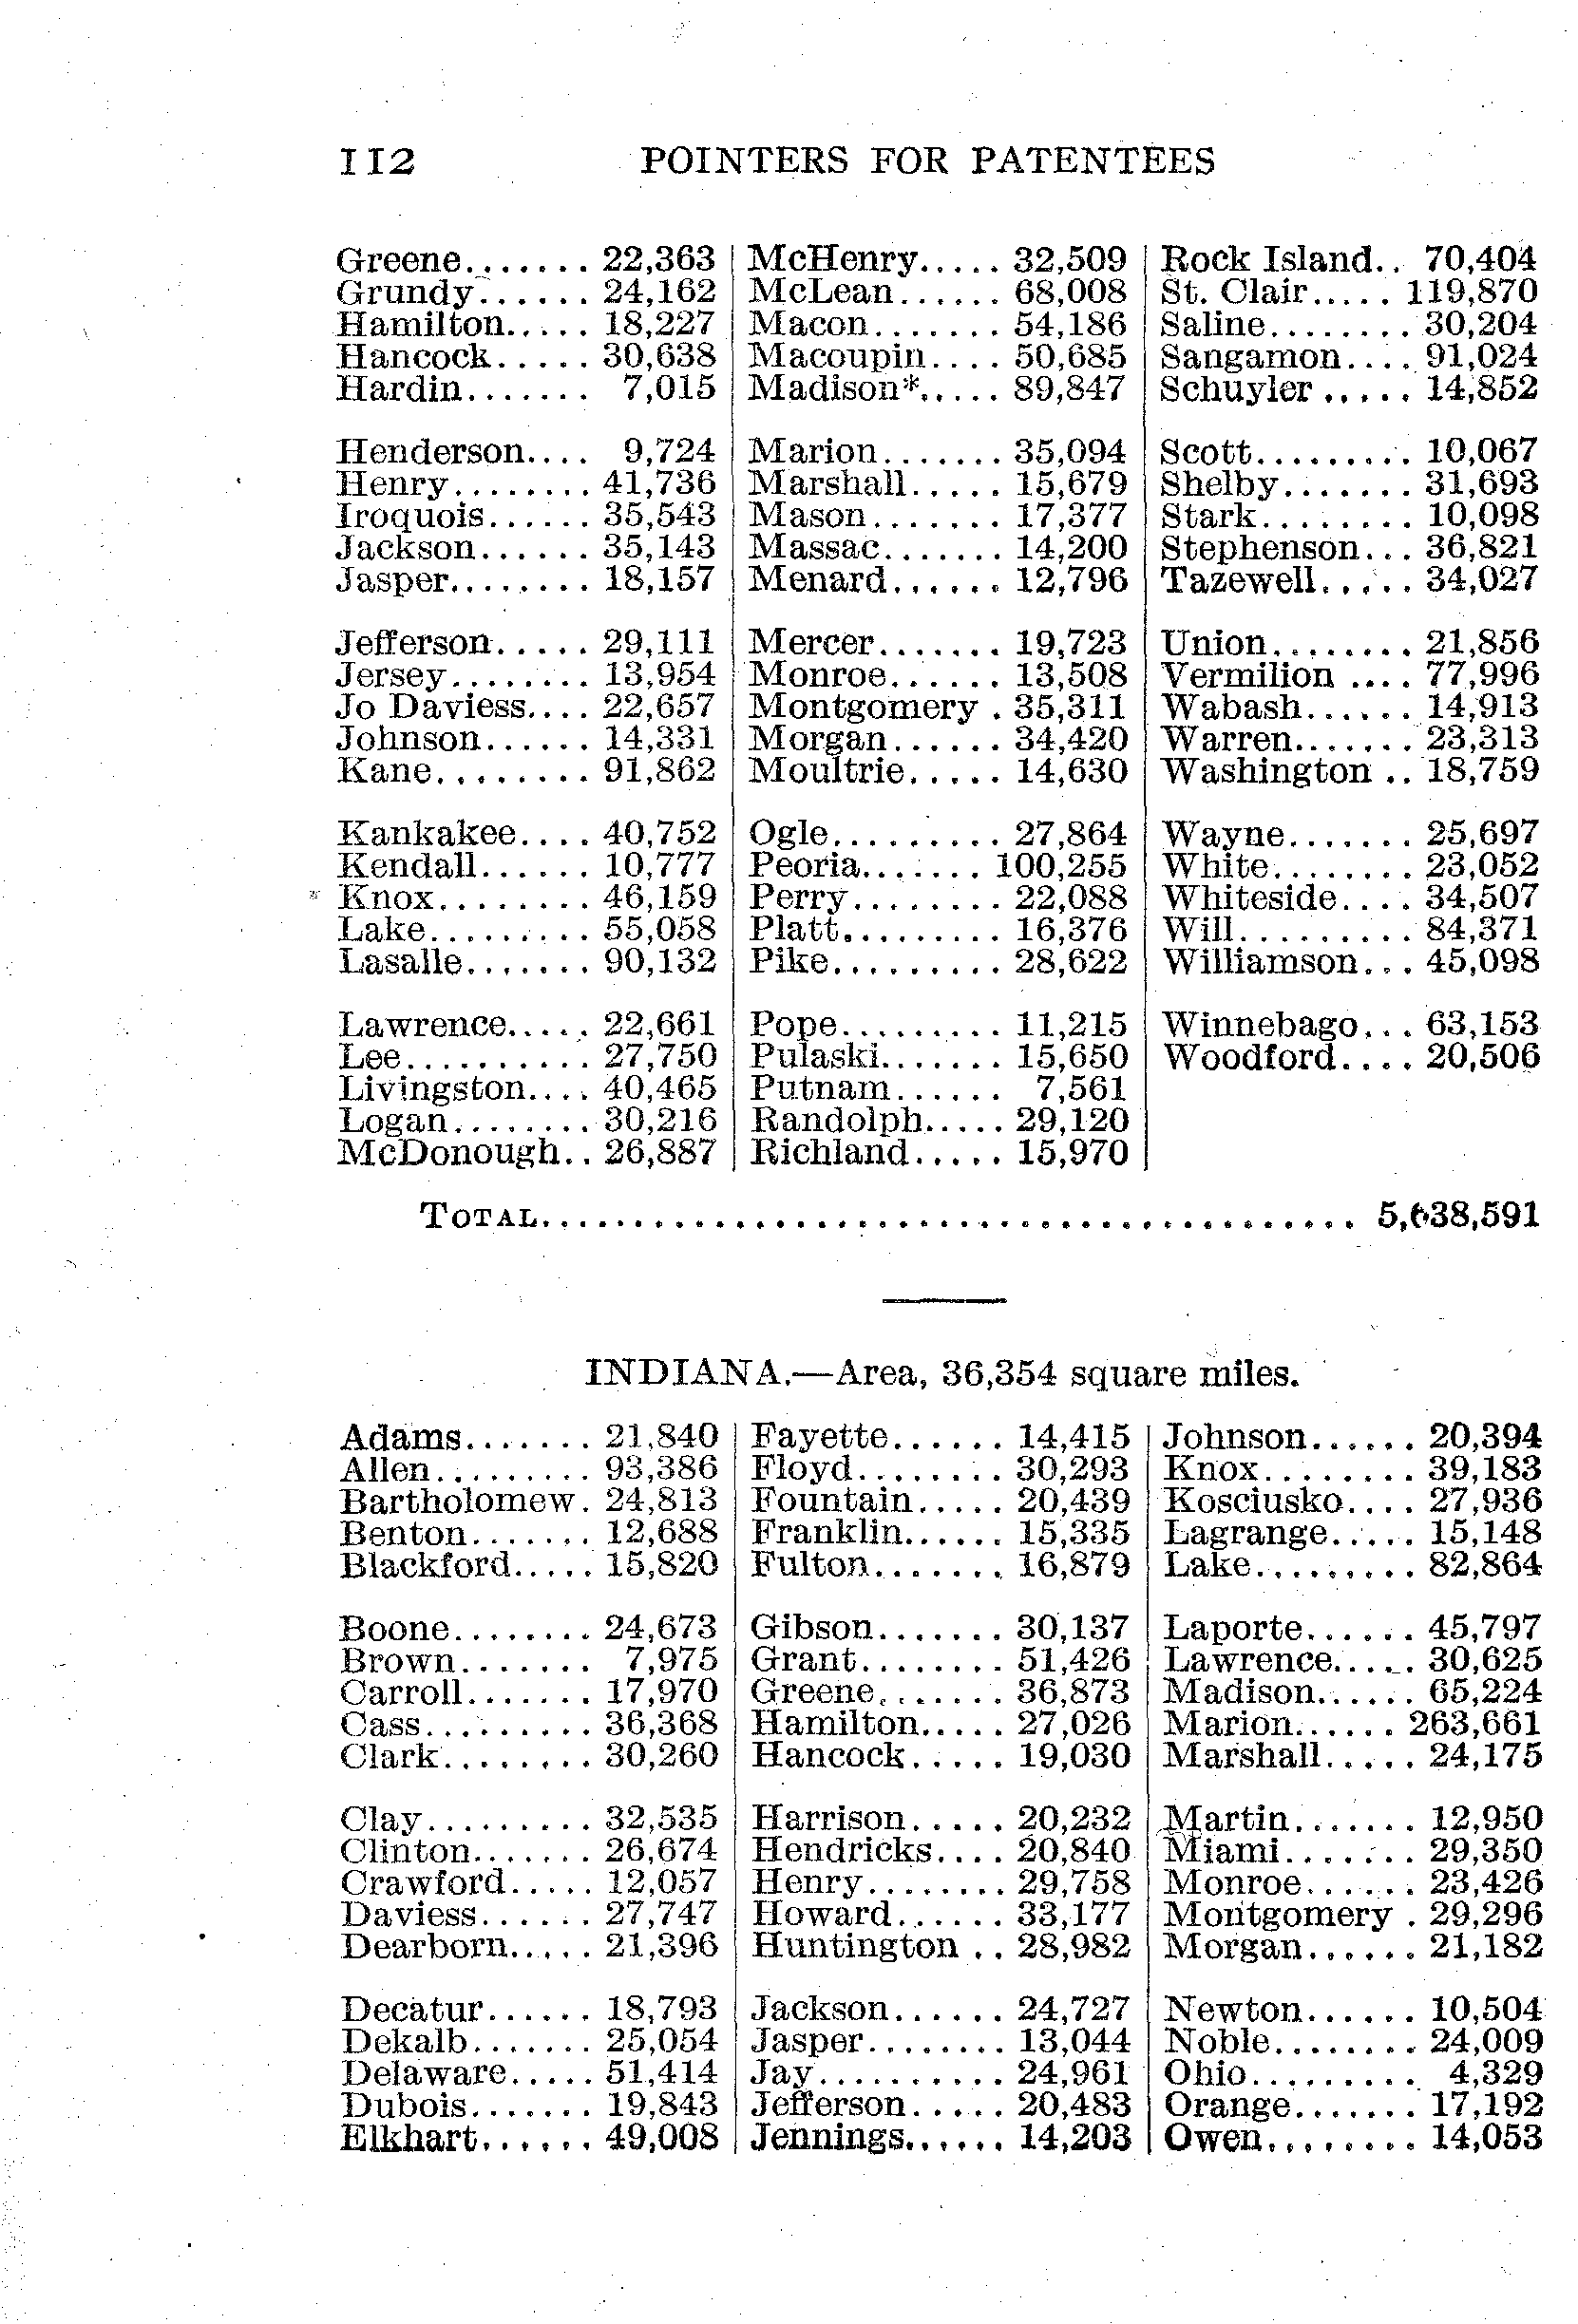 112 POINTERS FOR PATENTEES
Greene....... 22,363 | McHenry..... 32,509 | Rock Island.. 70,404
Grundy...... 24,162 | McLean...... 68,008 | St. Clair..... 119,870
Hamilton..... 18,227 | Macon....... 54,186 | Saline........ 30,204
Hancock..... 30,638 | Macoupin.... 50,685 | Sangamon.... 91,024
Hardin....... 7,015 | Madison*..... 89,847 | Schuyler ..... 14,852
Henderson.... 9,724 | Marion....... 35,094 | Scott......... 10,067
Henry........ 41,736 | Marshall..... 15,679 | Shelby....... 31,693
Iroquois...... 35,543 | Mason....... 17,377 | Stark........ 10,098
Jackson...... 35,143 | Massac....... 14,200 | Stephenson... 36,821
Jasper........ 18,157 | Menard...... 12,796 | Tazewell..... 34,027
Jefferson..... 29,111 | Mercer....... 19,723 | Union........ 21,856
Jersey........ 13,954 | Monroe...... 13,508 | Vermilion .... 77,996
Jo Daviess.... 22,657 | Montgomery . 35,311 | Wabash...... 14,913
Johnson...... 14,331 | Morgan...... 34,420 | Warren....... 23,313
Kane........ 91,862 | Moultrie..... 14,630 | Washington .. 18,759
Kankakee.... 40,752 | Ogle......... 27,864 | Wayne....... 25,697
Kendall...... 10,777 | Peoria....... 100,255 | White........ 23,052
Knox........ 46,159 | Perry........ 22,088 | Whiteside.... 34,507
Lake......... 55,058 | Platt......... 16,376 | Will......... 84,371
Lasalle....... 90,132 | Pike......... 28,622 | Williamson... 45,098
Lawrence..... 22,661 | Pope......... 11,215 | Winnebago... 63,153
Lee.......... 27,750 | Pulaski....... 15,650 | Woodford.... 20,506
Livingston.... 40,465 | Putnam...... 7,561
Logan........ 30,216 | Randolph..... 29,120
McDonough.. 26,887 | Richland..... 15,970
TOTAL........................................ 5,638,591
INDIANA.—Area, 36,354 square miles.
Adams....... 21,840 | Fayette...... 14,415 | Johnson...... 20,394
Allen......... 93,386 | Floyd........ 30,293 | Knox........ 39,183
Bartholomew. 24,813 | Fountain..... 20,439 | Kosciusko.... 27,936
Benton....... 12,688 | Franklin...... 15,335 | Lagrange..... 15,148
Blackford..... 15,820 | Fulton....... 16,879 | Lake......... 82,864
Boone........ 24,673 | Gibson....... 30,137 | Laporte...... 45,797
Brown....... 7,975 | Grant........ 51,426 | Lawrence..... 30,625
Carroll....... 17,970 | Greene....... 36,873 | Madison...... 65,224
Cass......... 36,368 | Hamilton..... 27,026 | Marion...... 263,661
Clark........ 30,260 | Hancock..... 19,030 | Marshall..... 24,175
Clay......... 32,535 | Harrison..... 20,232 | Martin....... 12,950
Clinton....... 26,674 | Hendricks.... 20,840 | Miami....... 29,350
Crawford..... 12,057 | Henry........ 29,758 | Monroe...... 23,426
Daviess...... 27,747 | Howard...... 33,177 | Montgomery . 29,296
Dearborn..... 21,396 | Huntington .. 28,982 | Morgan...... 21,182
Decatur...... 18,793 | Jackson...... 24,727 | Newton...... 10,504
Dekalb....... 25,054 | Jasper........ 13,044 | Noble........ 24,009
Delaware..... 51,414 | Jay.......... 24,961 | Ohio......... 4,329
Dubois....... 19,843 | Jefferson..... 20,483 | Orange....... 17,192
Elkhart...... 49,008 | Jennings...... 14,203 | Owen........ 14,053